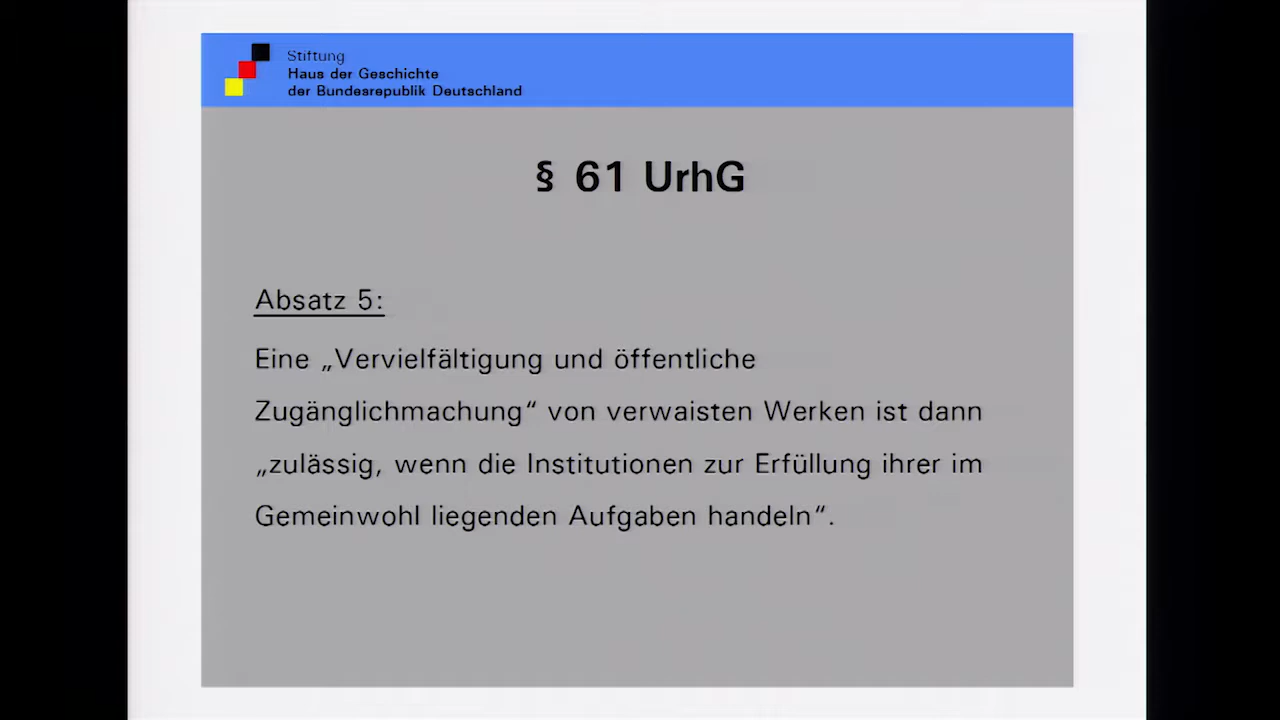 Stiftung
Haus der Geschichte
der Bundesrepublik Deutschland
§ 61 UrhG
Absatz 5:
Eine „Vervielfältigung und öffentliche
Zugänglichmachung“ von verwaisten Werken ist dann
„zulässig, wenn die Institutionen zur Erfüllung ihrer im
Gemeinwohl liegenden Aufgaben handeln“.